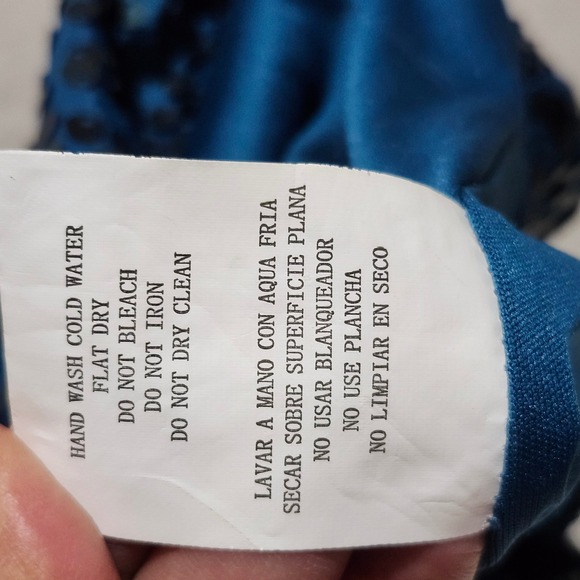 HAND WASH COLD WATER
FLAT DRY
DO NOT BLEACH
DO NOT IRON
DO NOT DRY CLEAN
LAVAR A MANO CON AQUA FRIA
SECAR SOBRE SUPERFICIE PLANA
NO USAR BLANQUEADOR
NO USE PLANCHA
NO LIMPIAR EN SECO